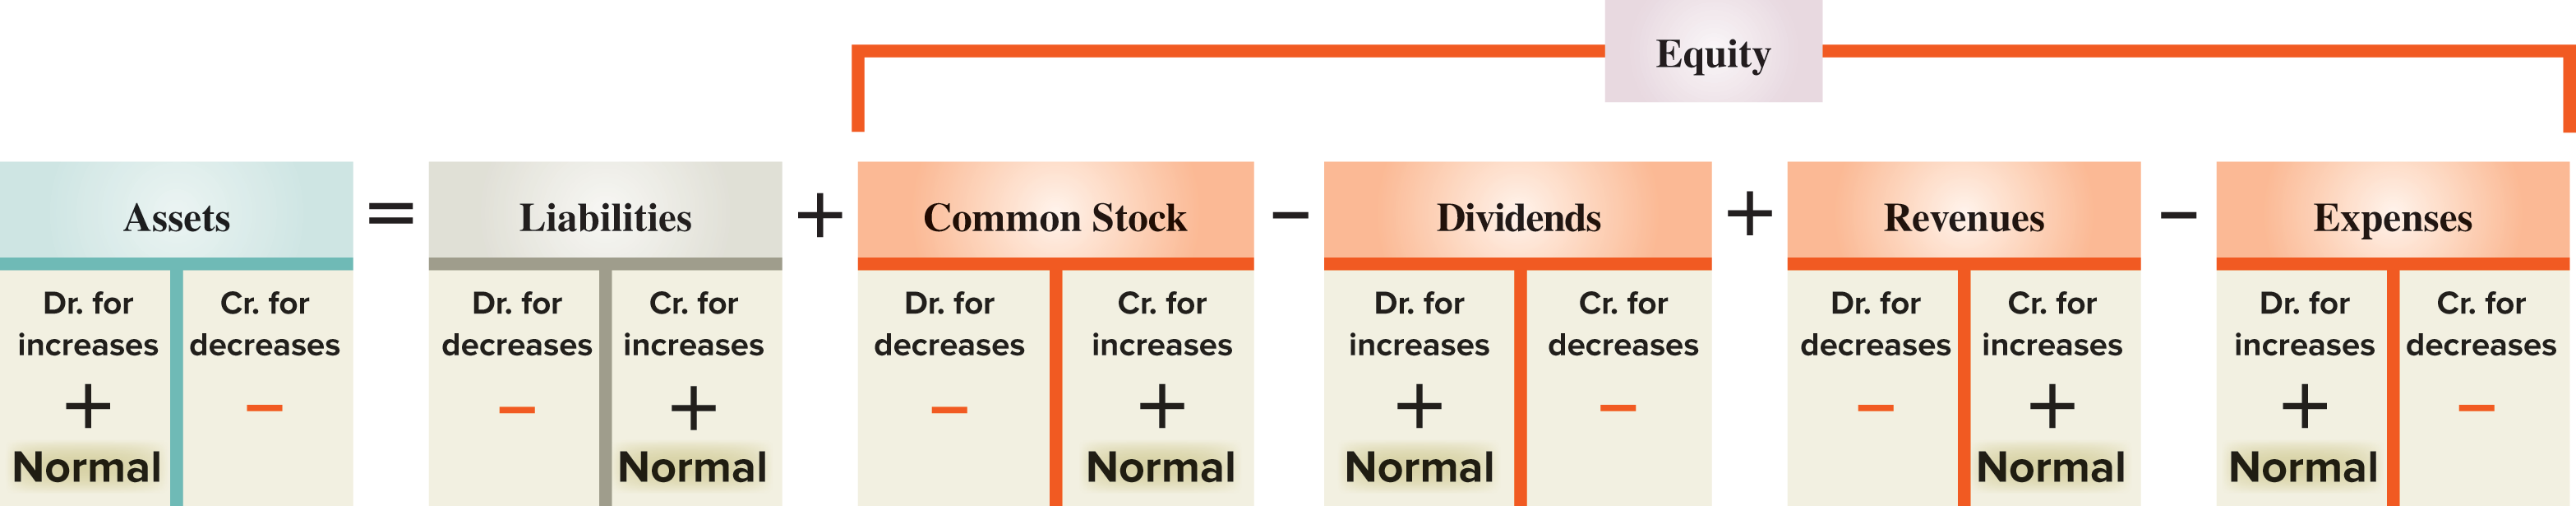 Equity
Assets = Liabilities + Common Stock − Dividends + Revenues − Expenses
Dr. for Cr. for Dr. for Cr. for Dr. for Cr. for Dr. for Cr. for Dr. for Cr. for Dr. for Cr. for
increases decreases decreases increases decreases increases increases decreases decreases increases increases decreases
+ − − + − + + − − + + −
Normal Normal Normal Normal Normal Normal